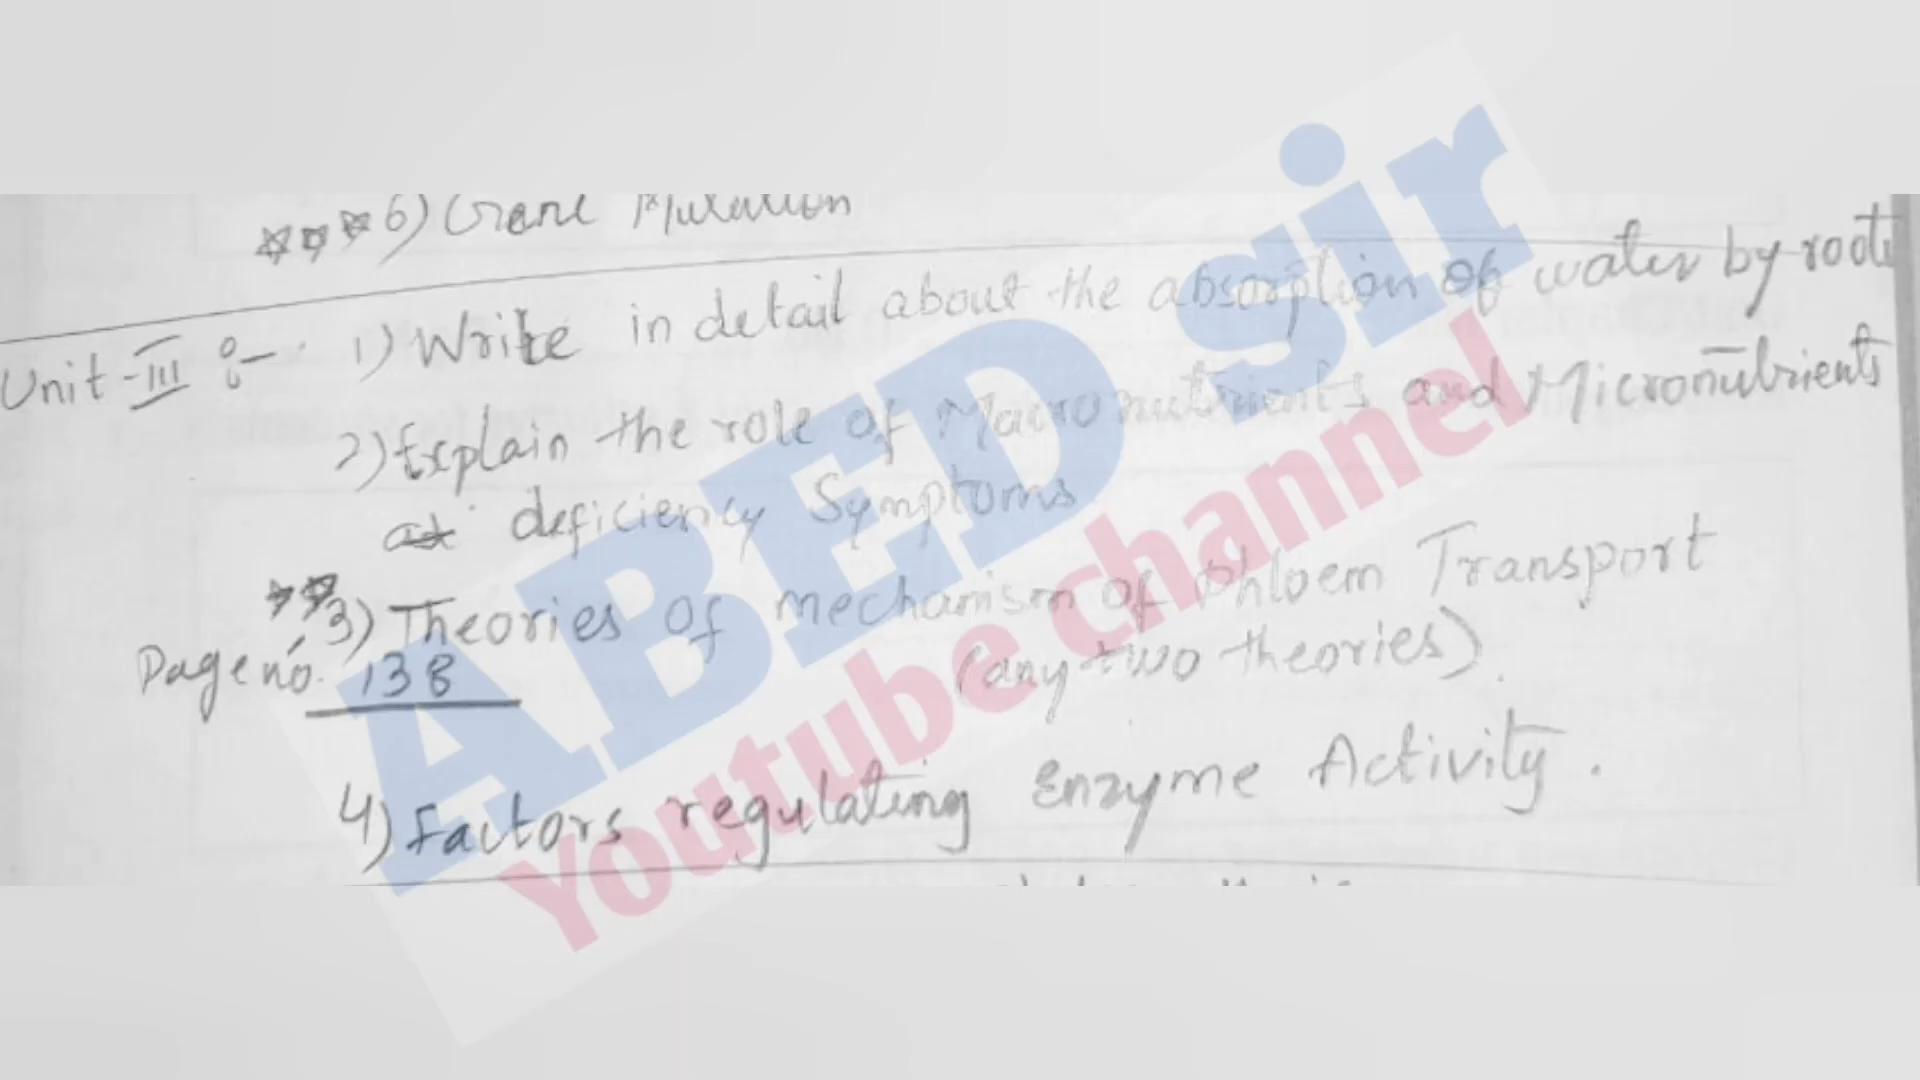 6) Gene Mutation
Unit-III :- 1) Write in detail about the absorption of water by roots
2) Explain the role of Macronutrients and Micronutrients
deficiency Symptoms
3) Theories of mechanism of Phloem Transport
Page no. 138 (any two theories).
4) Factors regulating Enzyme Activity.
ABED sir
Youtube channel